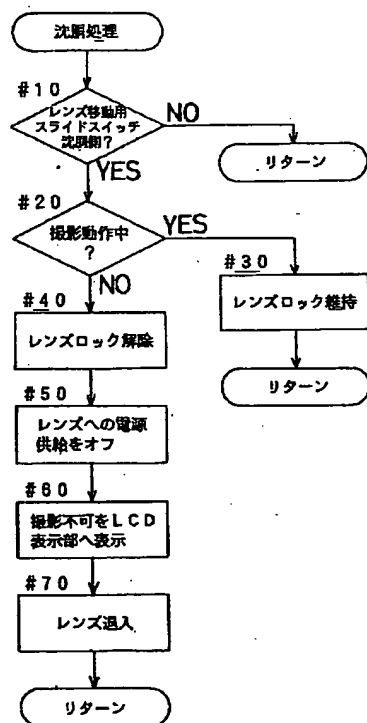 沈胴処理
#10
レンズ移動用
スライドスイッチ
沈胴側?
NO
リターン
YES
#20
撮影動作中
?
YES
#30
レンズロック維持
リターン
NO
#40
レンズロック解除
#50
レンズへの電源
供給をオフ
#60
撮影不可をLCD
表示部へ表示
#70
レンズ退入
リターン